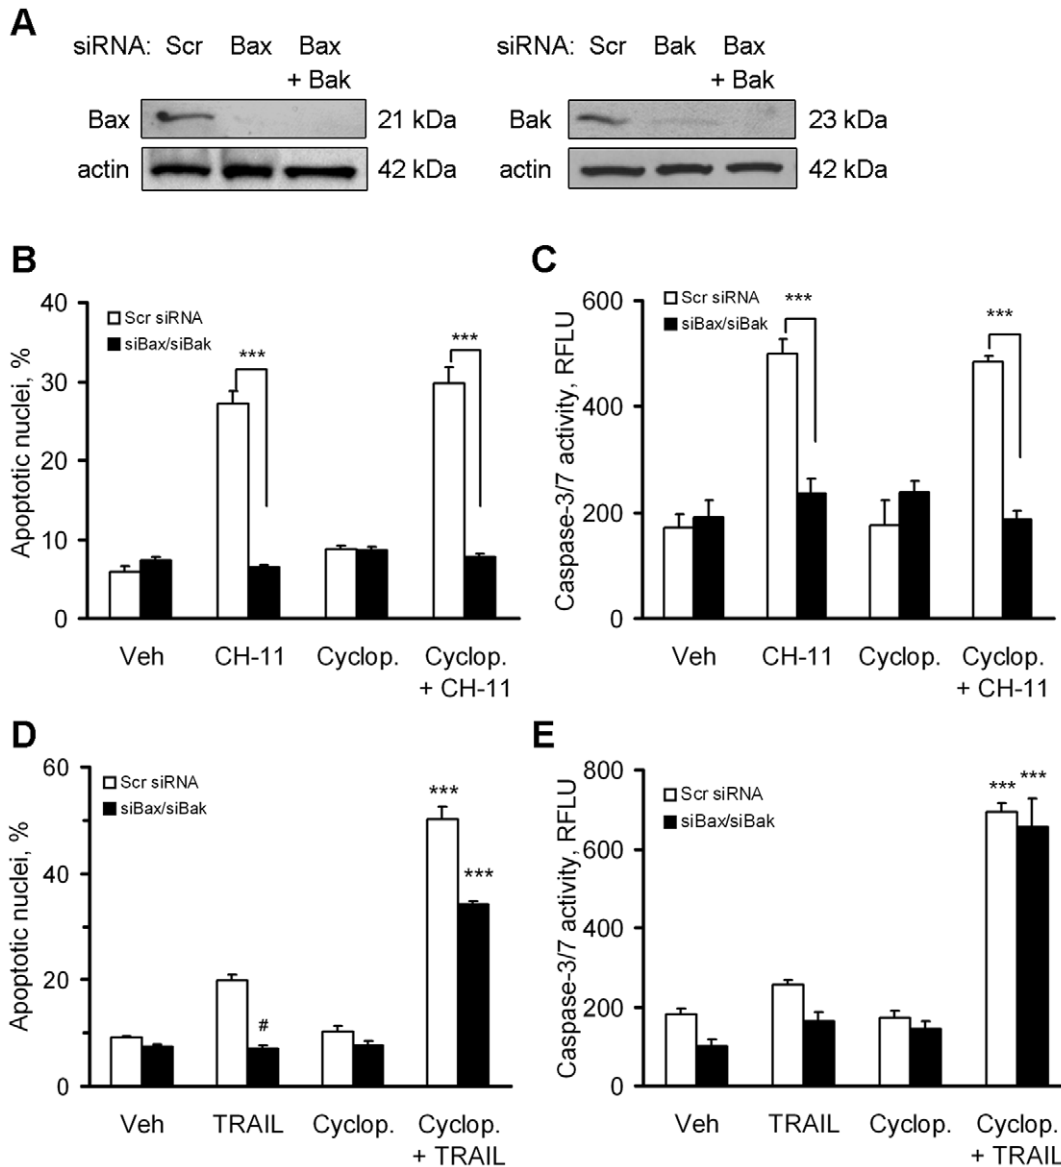 A
siRNA: Scr Bax Bax
+ Bak
Bax 21 kDa
actin 42 kDa
siRNA: Scr Bak Bax
+ Bak
Bak 23 kDa
actin 42 kDa
B
Apoptotic nuclei, %
40
30
20
10
0
Scr siRNA
siBax/siBak
***
***
Veh CH-11 Cyclop. Cyclop.
+ CH-11
C
Caspase-3/7 activity, RFLU
600
400
200
0
Scr siRNA
siBax/siBak
***
***
Veh CH-11 Cyclop. Cyclop.
+ CH-11
D
Apoptotic nuclei, %
60
40
20
0
Scr siRNA
siBax/siBak
#
***
***
Veh TRAIL Cyclop. Cyclop.
+ TRAIL
E
Caspase-3/7 activity, RFLU
800
600
400
200
0
Scr siRNA
siBax/siBak
*** ***
Veh TRAIL Cyclop. Cyclop.
+ TRAIL